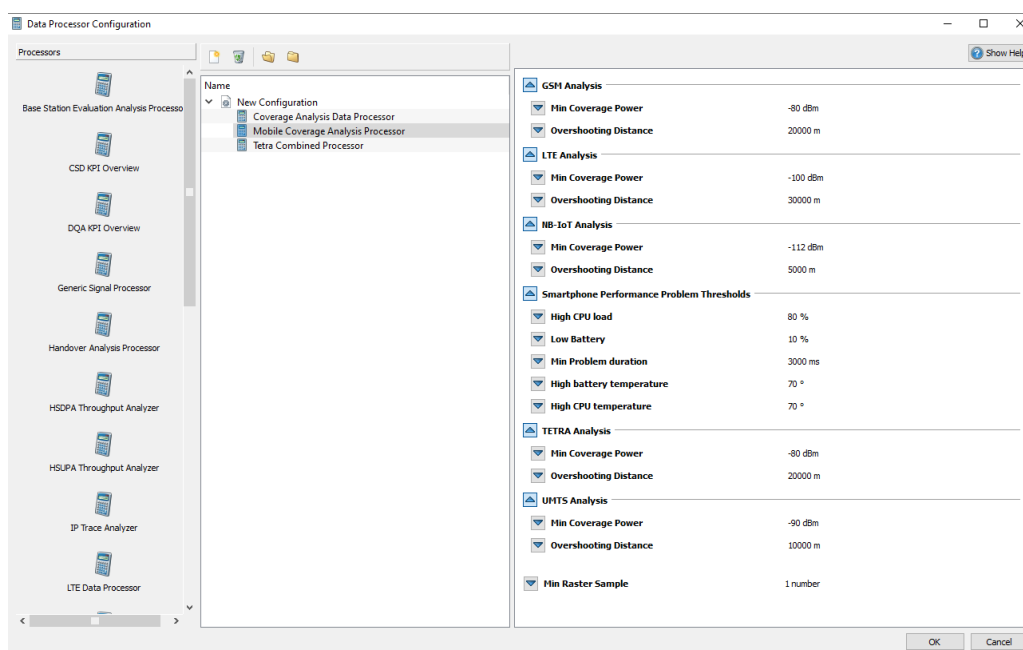 Data Processor Configuration
Processors
Base Station Evaluation Analysis Processo
CSD KPI Overview
DQA KPI Overview
Generic Signal Processor
Handover Analysis Processor
HSDPA Throughput Analyzer
HSUPA Throughput Analyzer
IP Trace Analyzer
LTE Data Processor
Name
New Configuration
Coverage Analysis Data Processor
Mobile Coverage Analysis Processor
Tetra Combined Processor
Show Help
GSM Analysis
Min Coverage Power -80 dBm
Overshooting Distance 20000 m
LTE Analysis
Min Coverage Power -100 dBm
Overshooting Distance 30000 m
NB-IoT Analysis
Min Coverage Power -112 dBm
Overshooting Distance 5000 m
Smartphone Performance Problem Thresholds
High CPU load 80 %
Low Battery 10 %
Min Problem duration 3000 ms
High battery temperature 70 °
High CPU temperature 70 °
TETRA Analysis
Min Coverage Power -80 dBm
Overshooting Distance 20000 m
UMTS Analysis
Min Coverage Power -90 dBm
Overshooting Distance 10000 m
Min Raster Sample 1 number
OK Cancel